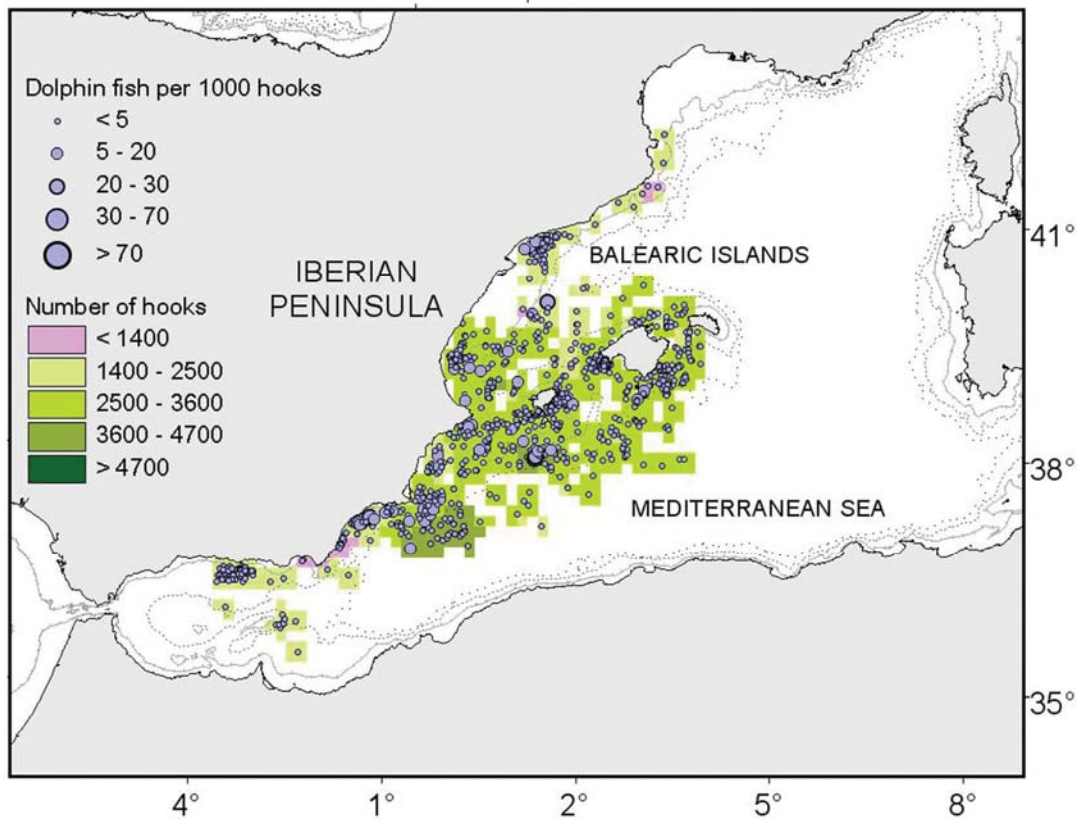 Dolphin fish per 1000 hooks
< 5
5 - 20
20 - 30
30 - 70
> 70
Number of hooks
< 1400
1400 - 2500
2500 - 3600
3600 - 4700
> 4700
IBERIAN
PENINSULA
BALEARIC ISLANDS
MEDITERRANEAN SEA
41°
38°
35°
4°
1°
2°
5°
8°